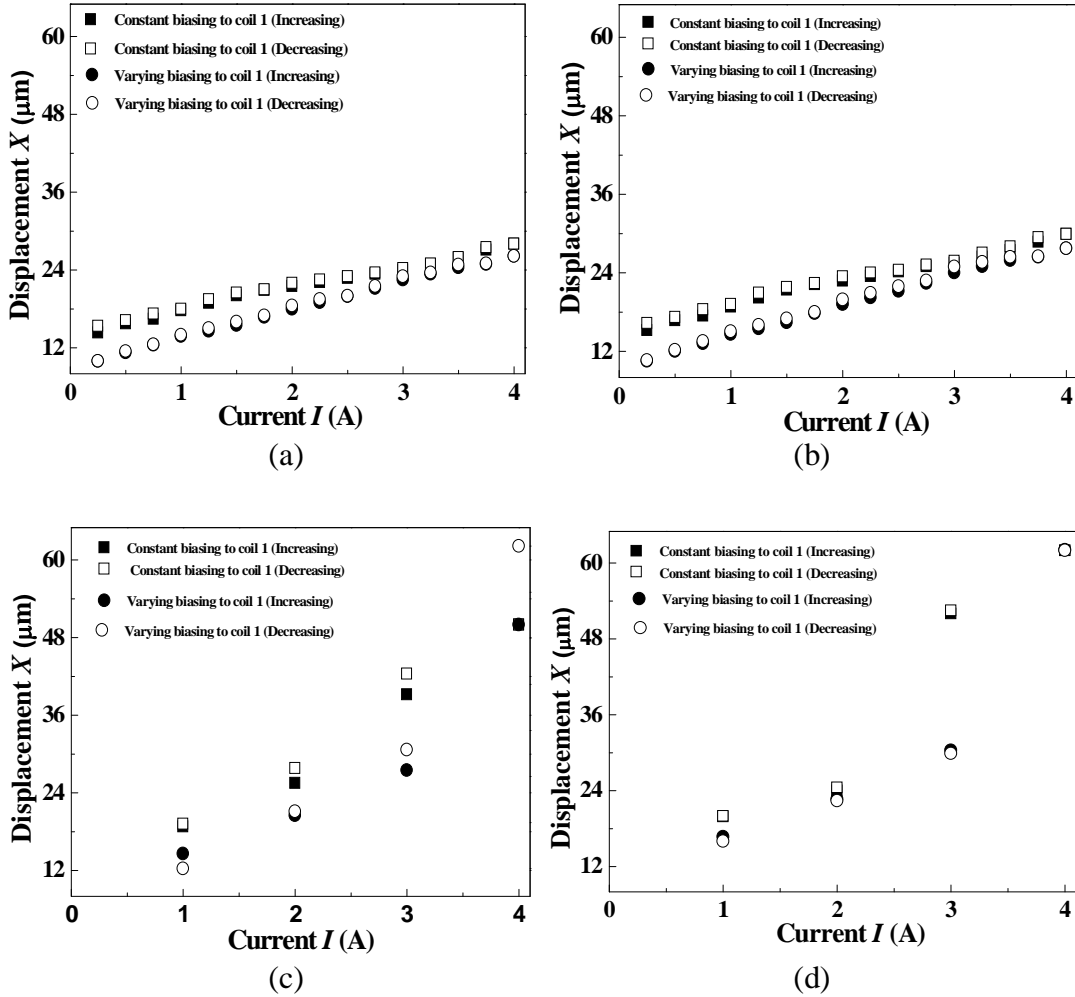 Constant biasing to coil 1 (Increasing)
Constant biasing to coil 1 (Decreasing)
Varying biasing to coil 1 (Increasing)
Varying biasing to coil 1 (Decreasing)
60
48
36
24
12
Displacement X (μm)
0 1 2 3 4
Current I (A)
(a)
Constant biasing to coil 1 (Increasing)
Constant biasing to coil 1 (Decreasing)
Varying biasing to coil 1 (Increasing)
Varying biasing to coil 1 (Decreasing)
60
48
36
24
12
Displacement X (μm)
0 1 2 3 4
Current I (A)
(b)
Constant biasing to coil 1 (Increasing)
Constant biasing to coil 1 (Decreasing)
Varying biasing to coil 1 (Increasing)
Varying biasing to coil 1 (Decreasing)
60
48
36
24
12
Displacement X (μm)
0 1 2 3 4
Current I (A)
(c)
Constant biasing to coil 1 (Increasing)
Constant biasing to coil 1 (Decreasing)
Varying biasing to coil 1 (Increasing)
Varying biasing to coil 1 (Decreasing)
60
48
36
24
12
Displacement X (μm)
0 1 2 3 4
Current I (A)
(d)